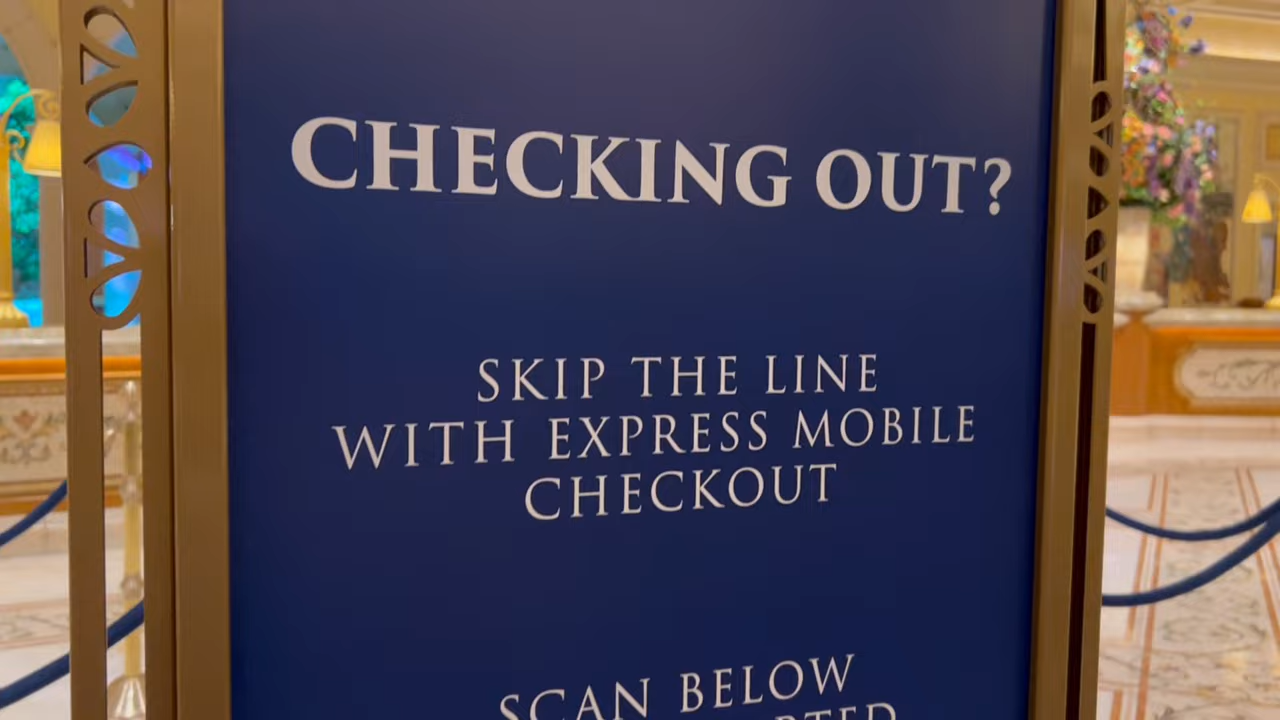 CHECKING OUT?
SKIP THE LINE
WITH EXPRESS MOBILE
CHECKOUT
SCAN BELOW